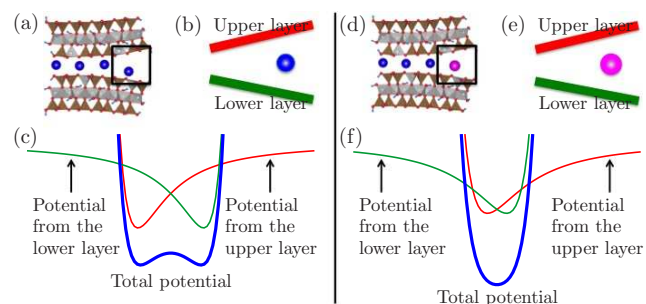 (a)
(b)
Upper layer
Lower layer
(c)
Potential
from the
lower layer
Potential
from the
upper layer
Total potential
(d)
(e)
Upper layer
Lower layer
(f)
Potential
from the
lower layer
Potential
from the
upper layer
Total potential